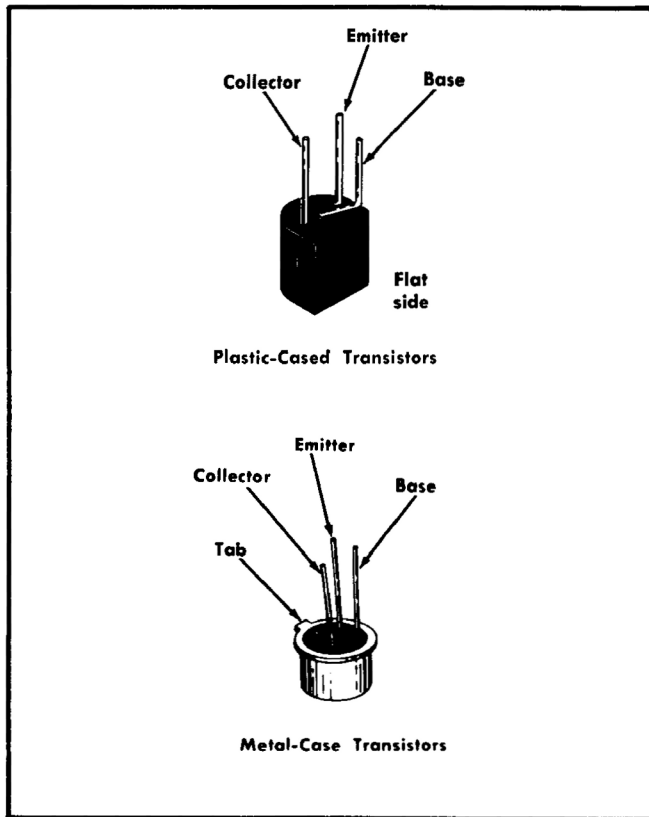 Emitter
Collector
Base
Flat
side
Plastic-Cased Transistors
Emitter
Collector
Base
Tab
Metal-Case Transistors